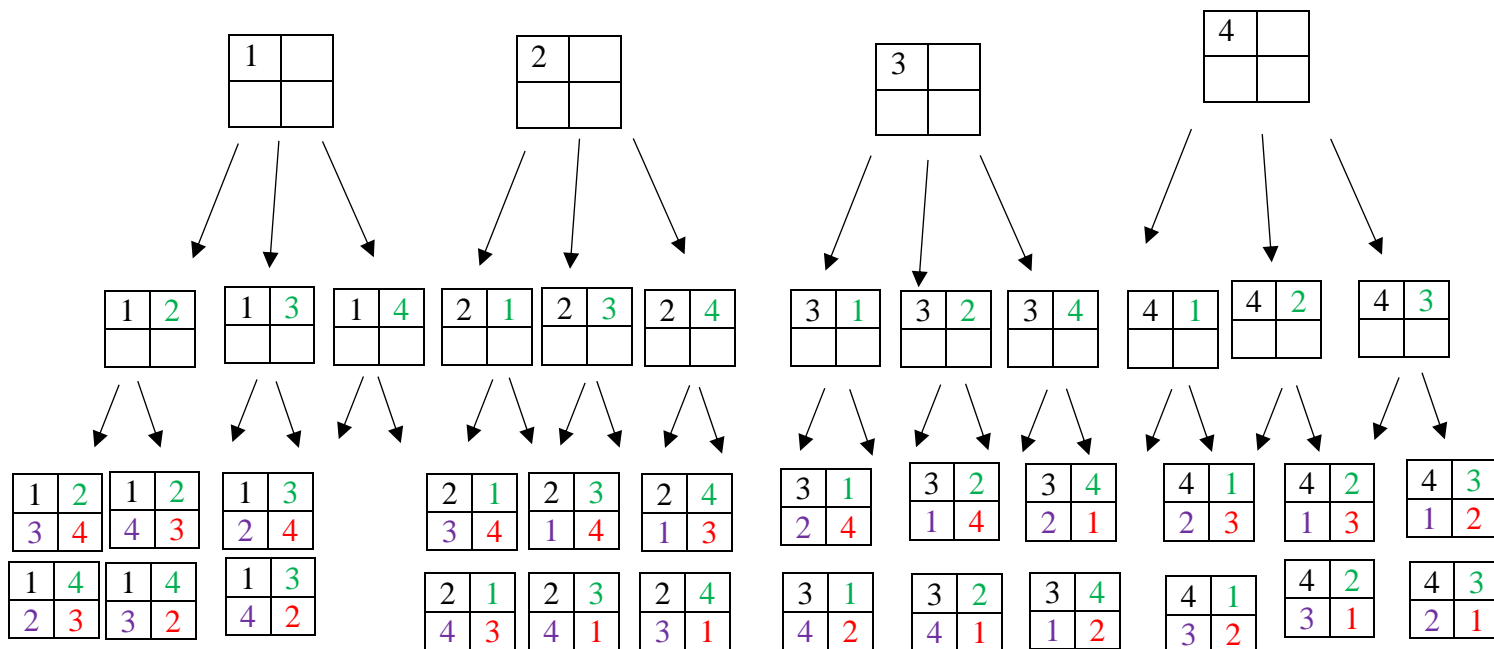 1 2 3 4
1 2 1 3 1 4 2 1 2 3 2 4 3 1 3 2 3 4 4 1 4 2 4 3
1 2 1 2 1 3 2 1 2 3 2 4 3 1 3 2 3 4 4 1 4 2 4 3
3 4 4 3 2 4 3 4 1 4 1 3 2 4 1 4 2 1 2 3 1 3 1 2
1 4 1 4 1 3 2 1 2 3 2 4 3 1 3 2 3 4 4 1 4 2 4 3
2 3 3 2 4 2 4 3 4 1 3 1 4 2 4 1 1 2 3 2 3 1 2 1